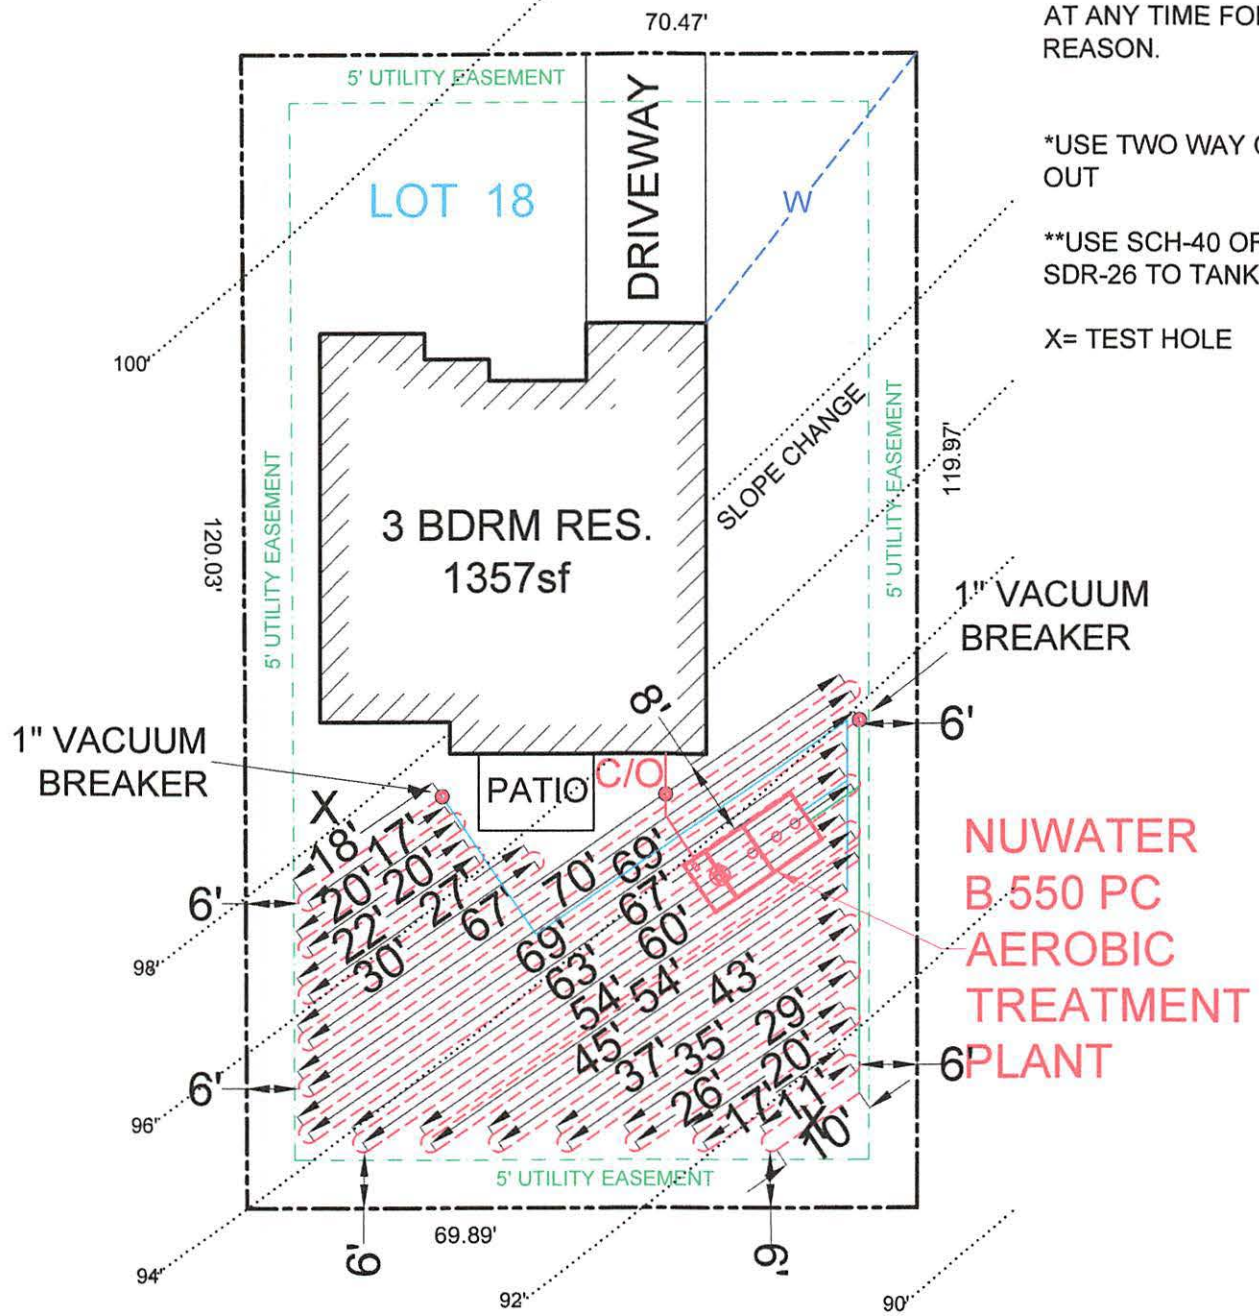 70.47'
AT ANY TIME FOR
REASON.
5' UTILITY EASEMENT
DRIVEWAY
*USE TWO WAY
OUT
LOT 18
W
**USE SCH-40 OR
SDR-26 TO TANK
X= TEST HOLE
100'
SLOPE CHANGE
5' UTILITY EASEMENT
119.97'
5' UTILITY EASEMENT
120.03'
3 BDRM RES.
1357sf
1" VACUUM
BREAKER
8'
6'
1" VACUUM
BREAKER
C/O
PATIO
X
18'
17'
20'
20'
22'
27'
30'
67'
70'
69'
67'
69'
60'
63'
54'
54'
43'
45'
37'
35'
29'
26'
20'
17'
11'
X
10'
6'
6'
6'
NUWATER
B 550 PC
AEROBIC
TREATMENT
PLANT
98'
96'
5' UTILITY EASEMENT
69.89'
6'
6'
94'
92'
90'